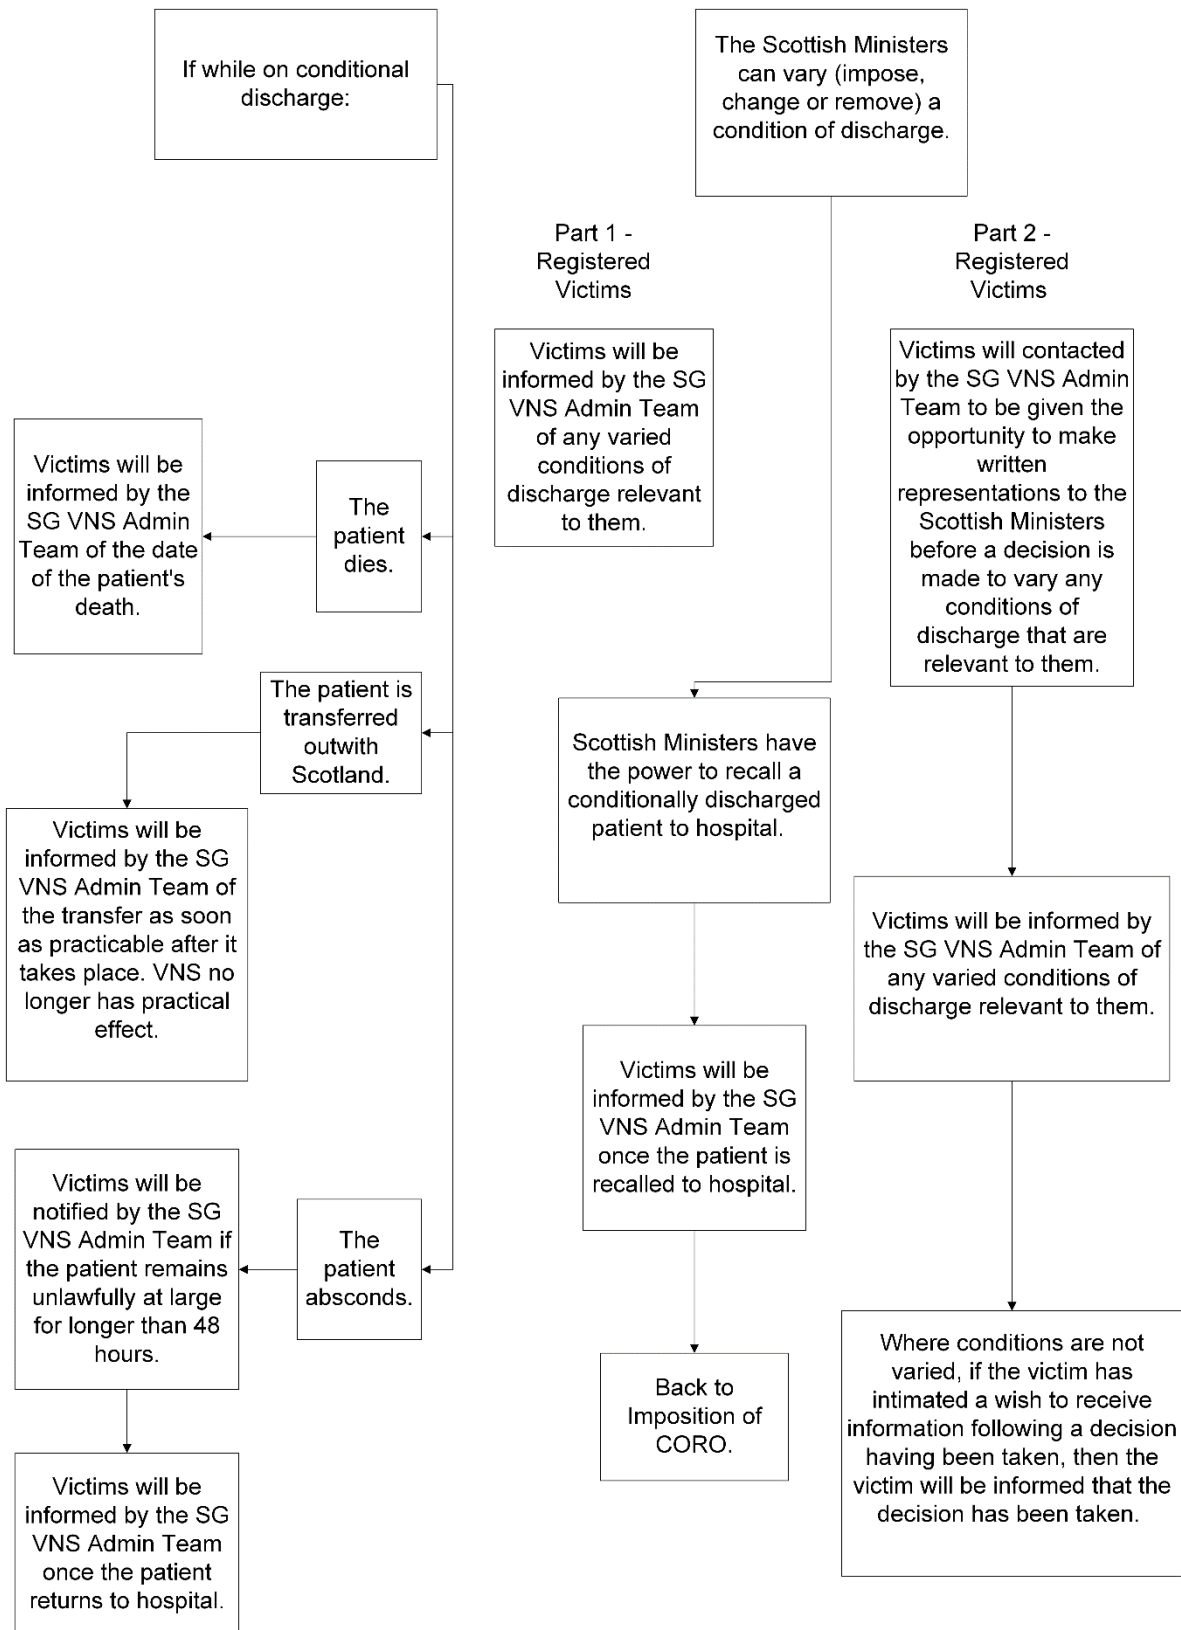 If while on conditional
discharge:
The
patient
dies.
Victims will be
informed by the
SG VNS Admin
Team of the date
of the patient's
death.
The patient is
transferred
outwith
Scotland.
Victims will be
informed by the SG
VNS Admin Team of
the transfer as soon
as practicable after it
takes place. VNS no
longer has practical
effect.
The
patient
absconds.
Victims will be
notified by the SG
VNS Admin Team if
the patient remains
unlawfully at large
for longer than 48
hours.
Victims will be
informed by the SG
VNS Admin Team
once the patient
returns to hospital.
The Scottish Ministers
can vary (impose,
change or remove) a
condition of discharge.
Part 1 -
Registered
Victims
Victims will be
informed by the SG
VNS Admin Team
of any varied
conditions of
discharge relevant
to them.
Scottish Ministers have
the power to recall a
conditionally discharged
patient to hospital.
Victims will be
informed by the SG
VNS Admin Team
once the patient is
recalled to hospital.
Back to
Imposition of
CORO.
Part 2 -
Registered
Victims
Victims will contacted
by the SG VNS Admin
Team to be given the
opportunity to make
written
representations to the
Scottish Ministers
before a decision is
made to vary any
conditions of
discharge that are
relevant to them.
Victims will be informed by
the SG VNS Admin Team of
any varied conditions of
discharge relevant to them.
Where conditions are not
varied, if the victim has
intimated a wish to receive
information following a decision
having been taken, then the
victim will be informed that the
decision has been taken.